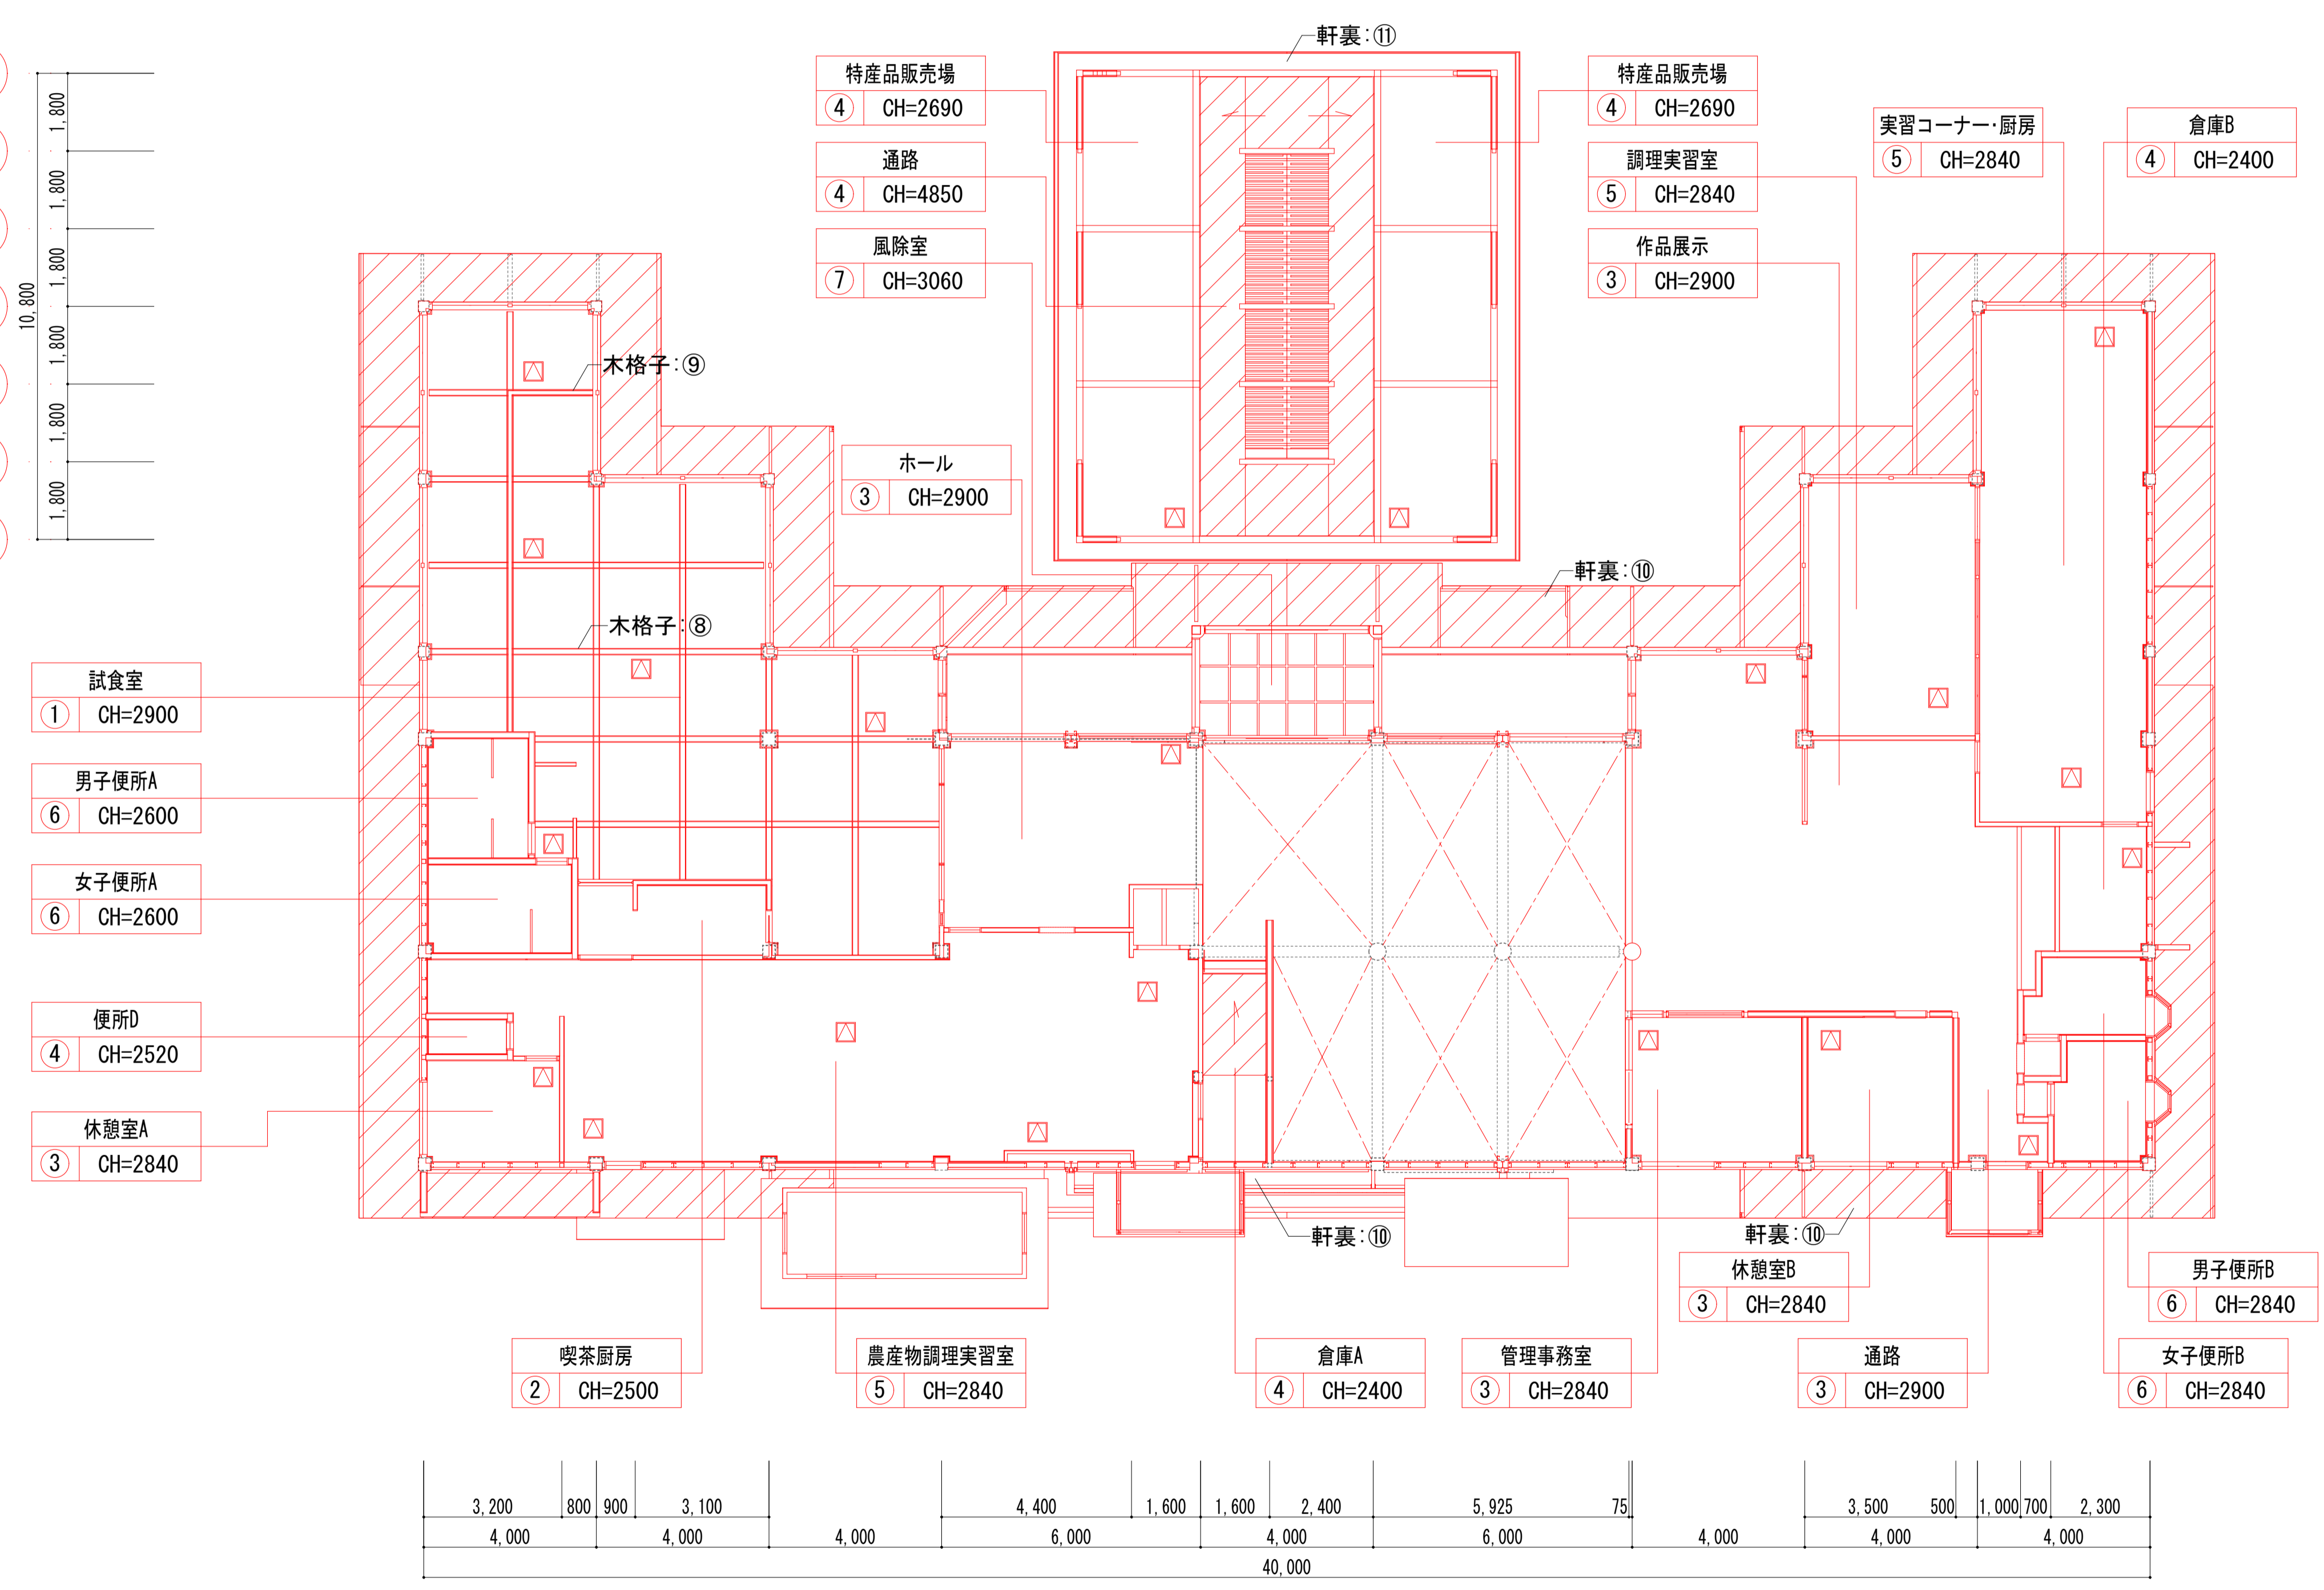 軒裏:⑪
特産品販売場
④ CH=2690
特産品販売場
④ CH=2690
通路
④ CH=4850
調理実習室
⑤ CH=2840
風除室
⑦ CH=3060
作品展示
③ CH=2900
実習コーナー・厨房
⑤ CH=2840
倉庫B
④ CH=2400
1,800
1,800
1,800
1,800
1,800
1,800
10,800
木格子:⑨
ホール
③ CH=2900
軒裏:⑩
木格子:⑧
試食室
① CH=2900
男子便所A
⑥ CH=2600
女子便所A
⑥ CH=2600
便所D
④ CH=2520
休憩室A
③ CH=2840
軒裏:⑩
軒裏:⑩
休憩室B
③ CH=2840
男子便所B
⑥ CH=2840
喫茶厨房
② CH=2500
農産物調理実習室
⑤ CH=2840
倉庫A
④ CH=2400
管理事務室
③ CH=2840
通路
③ CH=2900
女子便所B
⑥ CH=2840
3,200 800 900 3,100 4,400 1,600 1,600 2,400 5,925 75 3,500 500 1,000 700 2,300
4,000 4,000 4,000 6,000 4,000 6,000 4,000 4,000 4,000
40,000